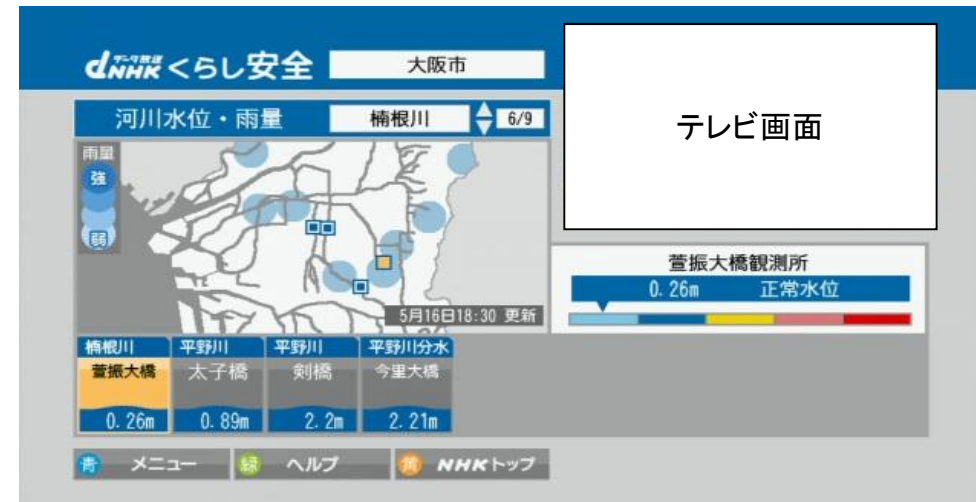 データ放送
dNHK くらし安全 大阪市
河川水位・雨量 楠根川 6/9
テレビ画面
雨量
強
弱
5月16日18:30 更新
萱振大橋観測所
0.26m 正常水位
楠根川 平野川 平野川 平野川分水
萱振大橋 太子橋 剣橋 今里大橋
0.26m 0.89m 2.2m 2.21m
青 メニュー 緑 ヘルプ 黄 NHKトップ